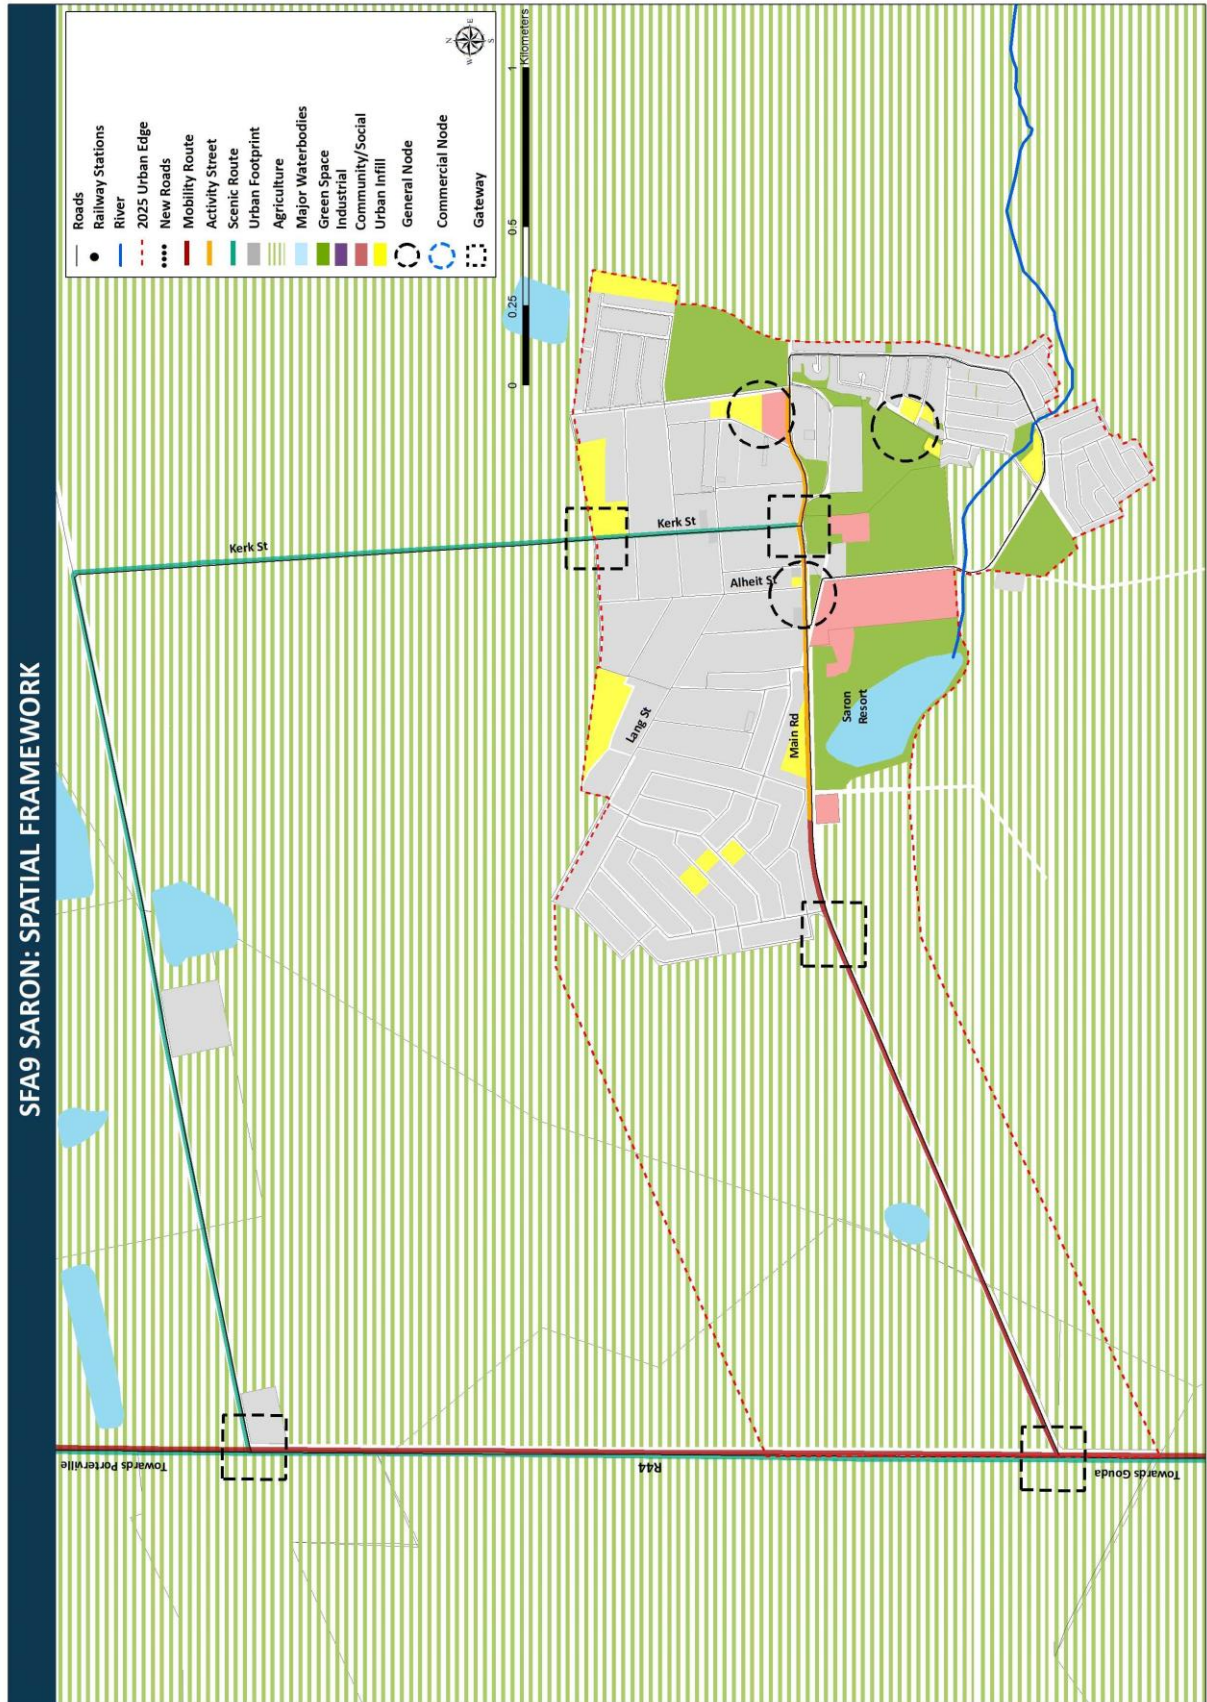 SFA9 SARON: SPATIAL FRAMEWORK
Roads
Railway Stations
River
2025 Urban Edge
New Roads
Mobility Route
Activity Street
Scenic Route
Urban Footprint
Agriculture
Major Waterbodies
Green Space
Industrial
Community/Social
Urban Infill
General Node
Commercial Node
Gateway
N
E
S
W
0
0.25
0.5
1
Kilometers
Kerk St
Kerk St
Alheit St
Lang St
Main Rd
Saron
Resort
Towards Porterville
R44
Towards Gouda